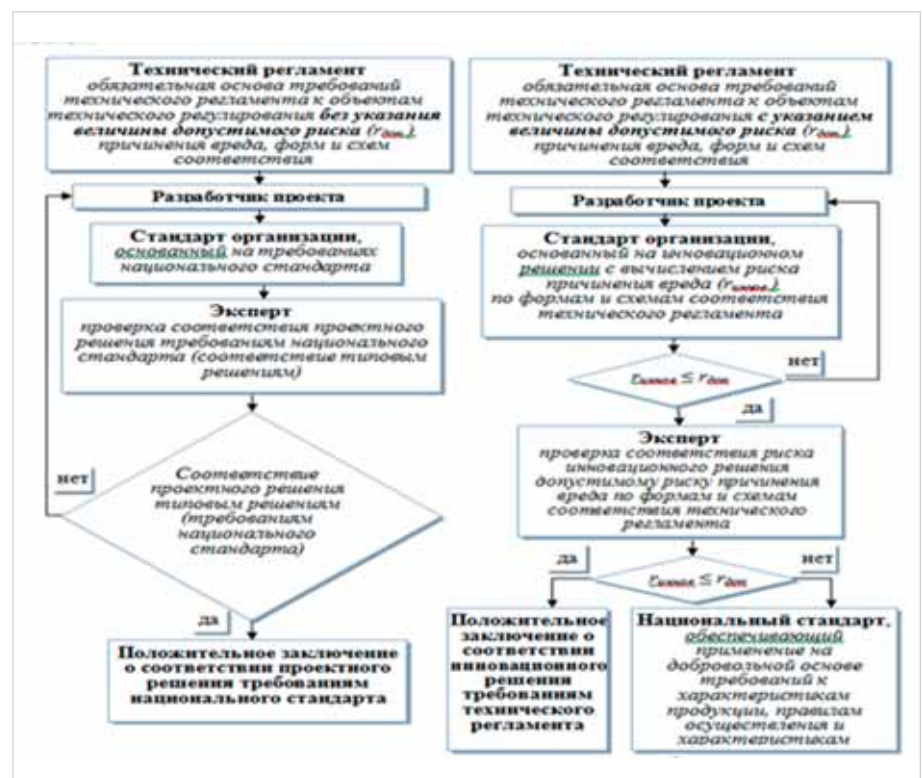 Технический регламент
обязательная основа требований
технического регламента к объектам
технического регулирования без указания
величины допустимого риска (rдоп),
причинения вреда, форм и схем
соответствия
Разработчик проекта
Стандарт организации,
основанный на требованиях
национального стандарта
Эксперт
проверка соответствия проектного
решения требованиям национального
стандарта (соответствие типовым
решениям)
нет
Соответствие
проектного решения
типовым решениям
(требованиям
национального
стандарта)
да
Положительное заключение
о соответствии проектного
решения требованиям
национального стандарта
Технический регламент
обязательная основа требований
технического регламента к объектам
технического регулирования с указанием
величины допустимого риска (rдоп),
причинения вреда, форм и схем
соответствия
Разработчик проекта
Стандарт организации,
основанный на инновационном
решении с вычислением риска
причинения вреда (rиннов),
по формам и схемам соответствия
технического регламента
нет
rиннов ≤ rдоп
да
Эксперт
проверка соответствия риска
инновационного решения
допустимому риску причинения
вреда по формам и схемам
соответствия технического
регламента
да
нет
rиннов ≤ rдоп
Положительное
заключение о
соответствии
инновационного
решения
требованиям
технического
регламента
Национальный стандарт,
обеспечивающий
применение на
добровольной основе
требований к
характеристикам
продукции, правилам
осуществления и
характеристикам